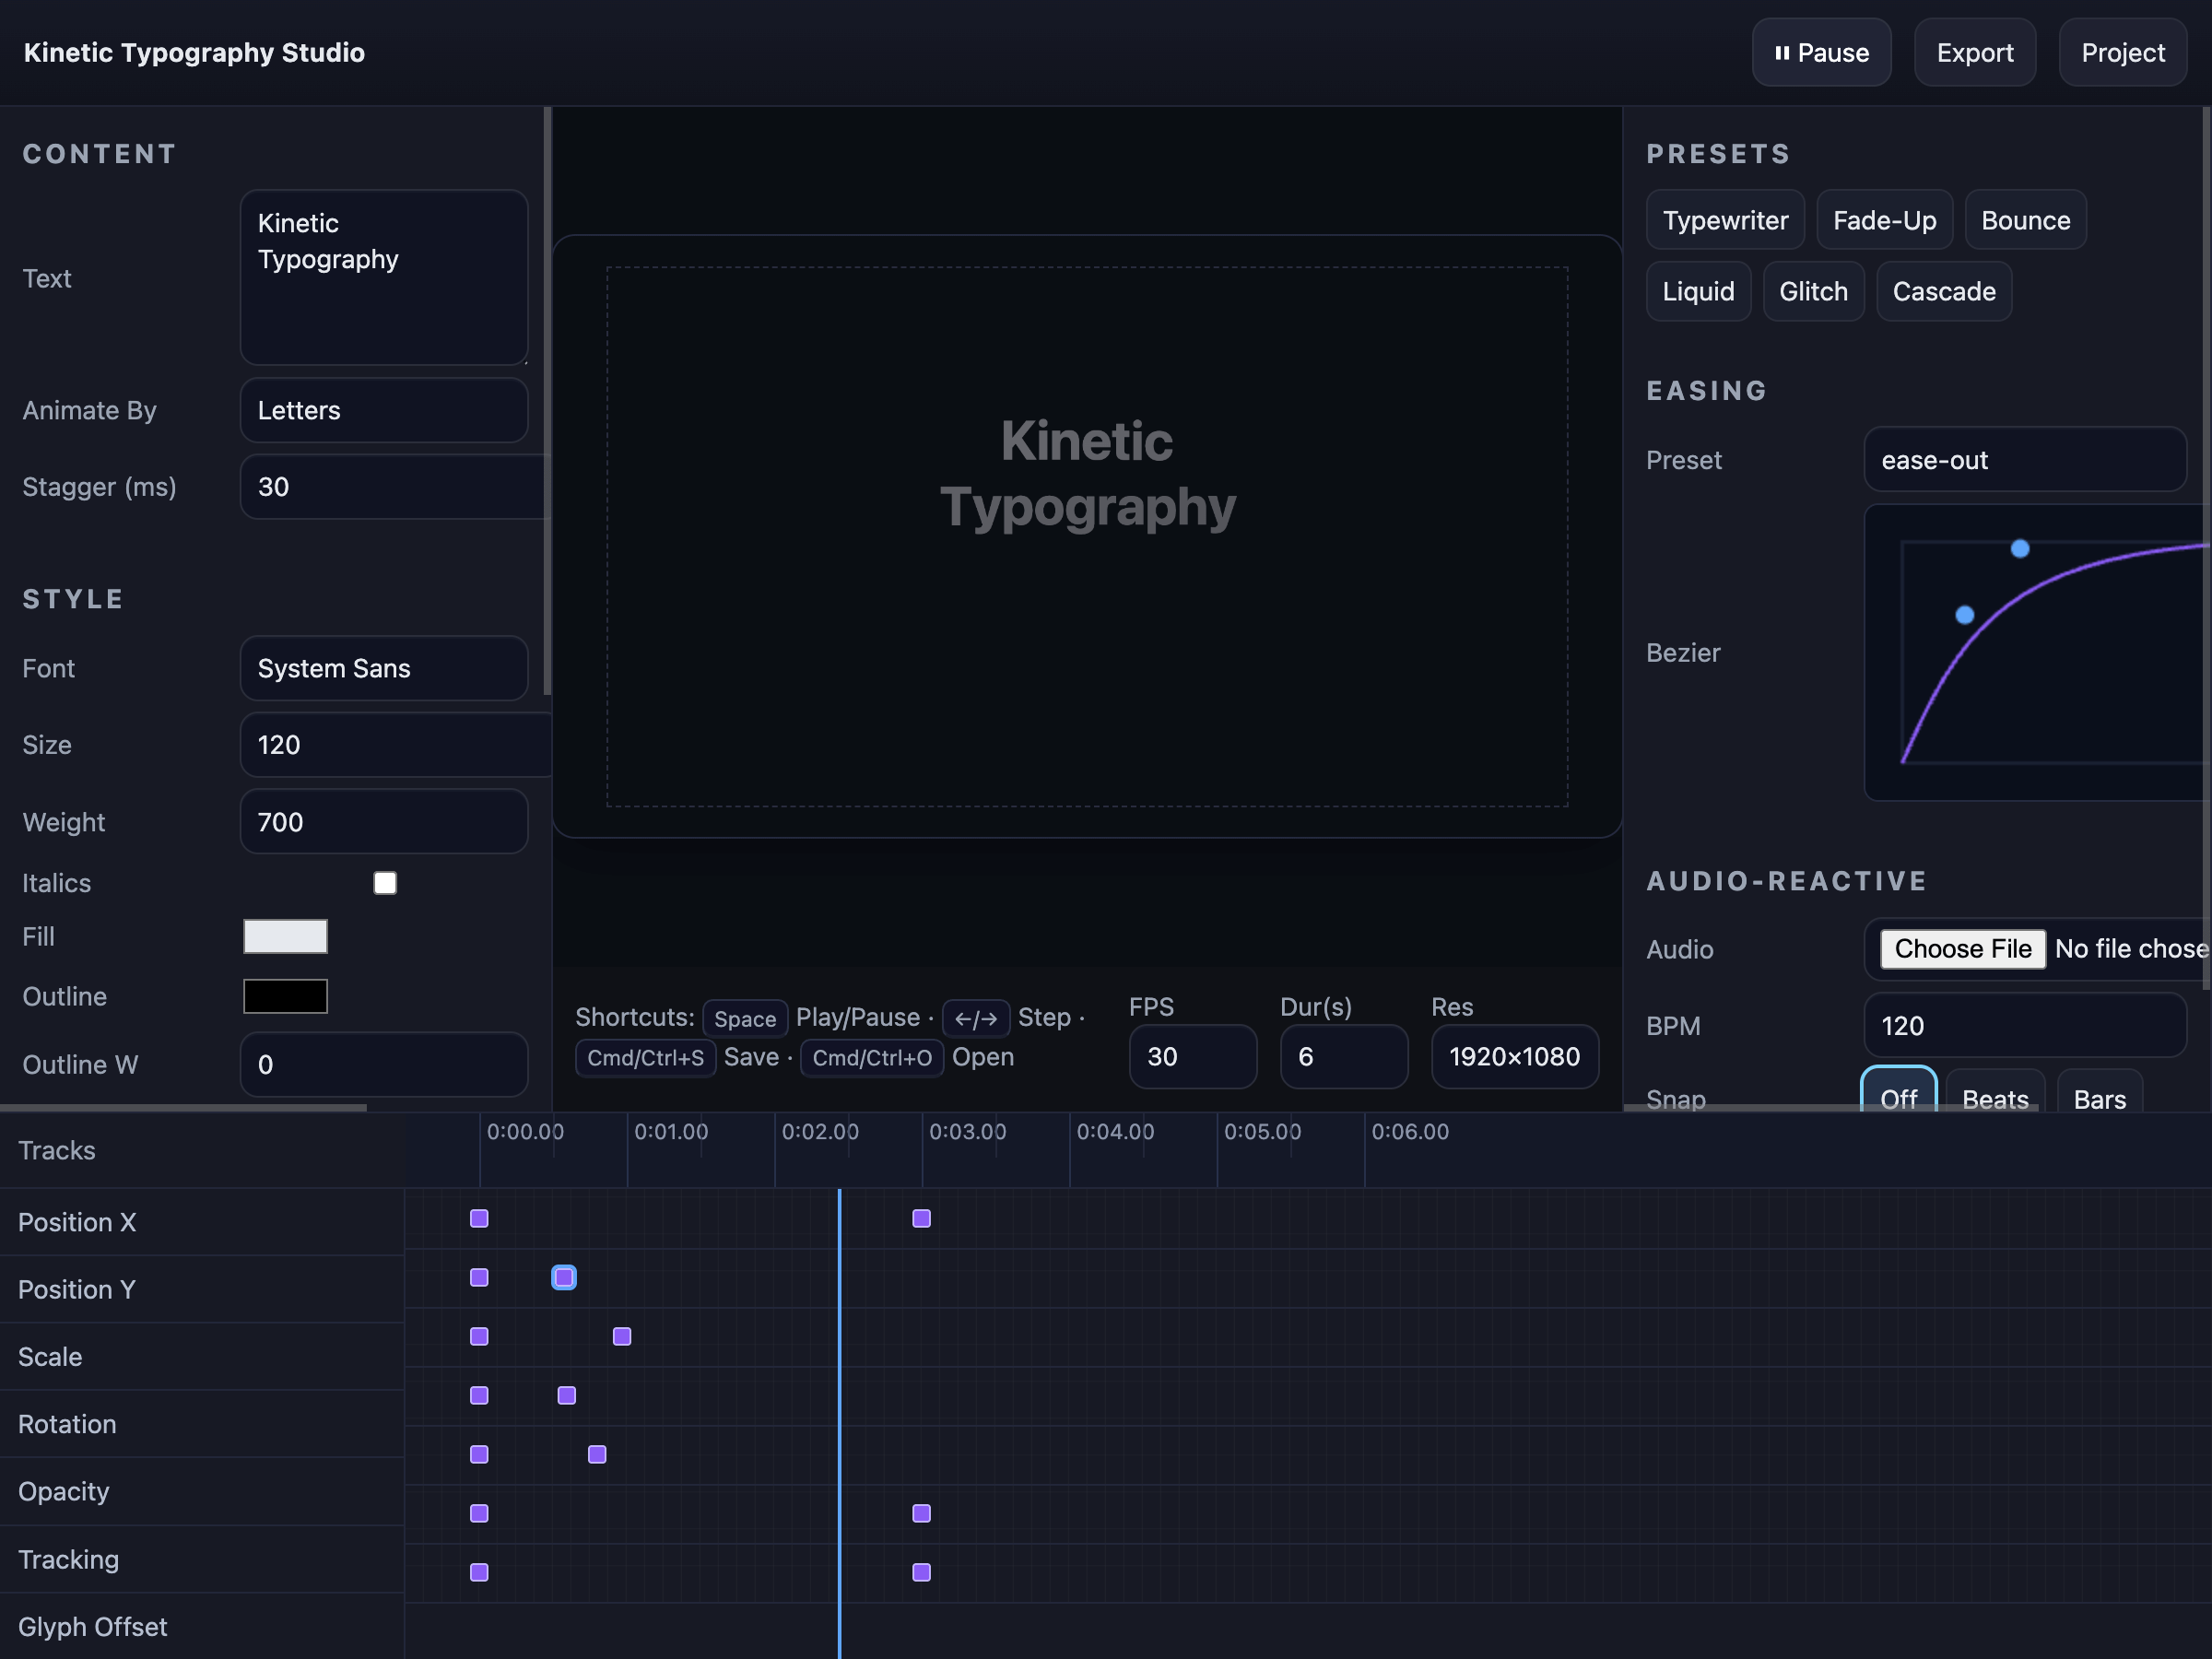 Kinetic Typography Studio
Pause
Export
Project
CONTENT
Text
Kinetic
Typography
Animate By
Letters
Stagger (ms)
30
STYLE
Font
System Sans
Size
120
Weight
700
Italics
Fill
Outline
Outline W
0
Kinetic
Typography
Shortcuts: Space Play/Pause · ←/→ Step ·
Cmd/Ctrl+S Save · Cmd/Ctrl+O Open
FPS
30
Dur(s)
6
Res
1920×1080
PRESETS
Typewriter
Fade-Up
Bounce
Liquid
Glitch
Cascade
EASING
Preset
ease-out
Bezier
AUDIO-REACTIVE
Audio
Choose File No file chose
BPM
120
Snap
Off
Beats
Bars
Tracks
0:00.00
0:01.00
0:02.00
0:03.00
0:04.00
0:05.00
0:06.00
Position X
Position Y
Scale
Rotation
Opacity
Tracking
Glyph Offset